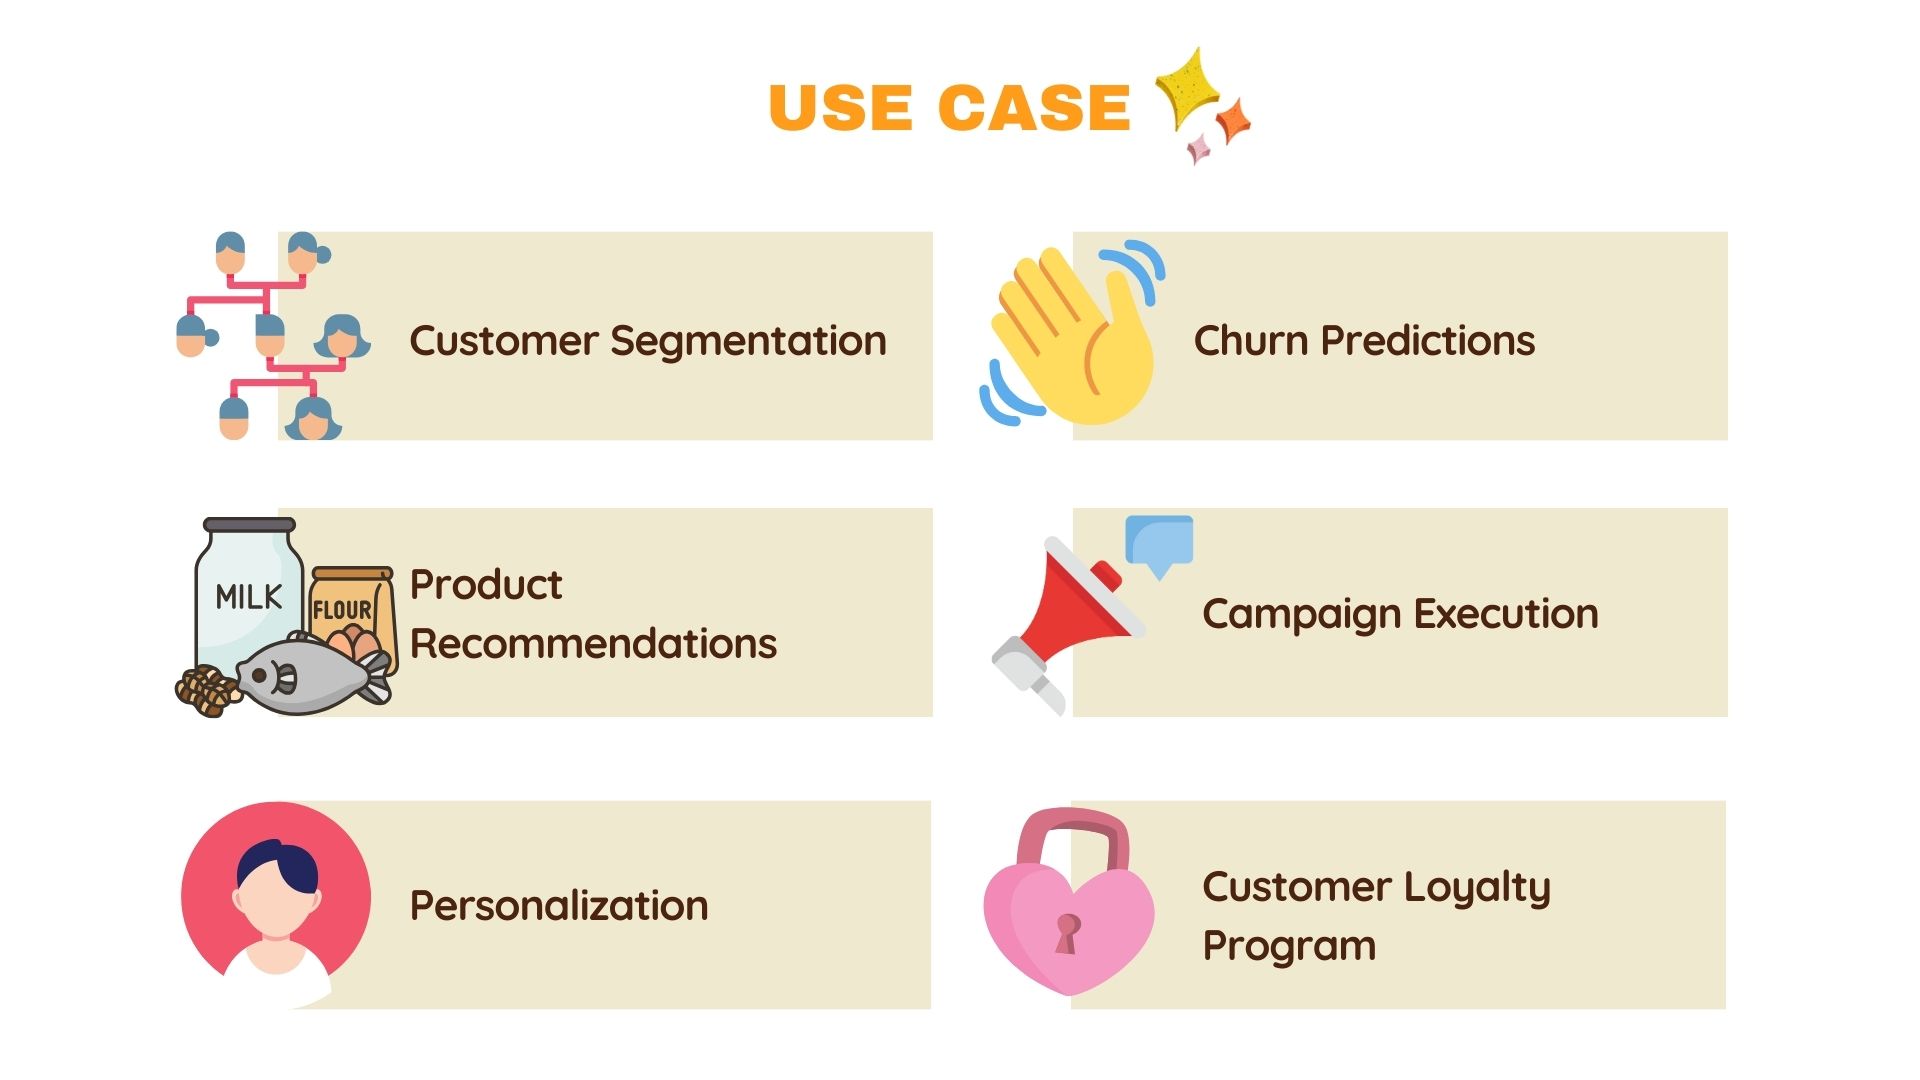 USE CASE
Customer Segmentation
Churn Predictions
MILK
FLOUR
Product
Recommendations
Campaign Execution
Personalization
Customer Loyalty
Program